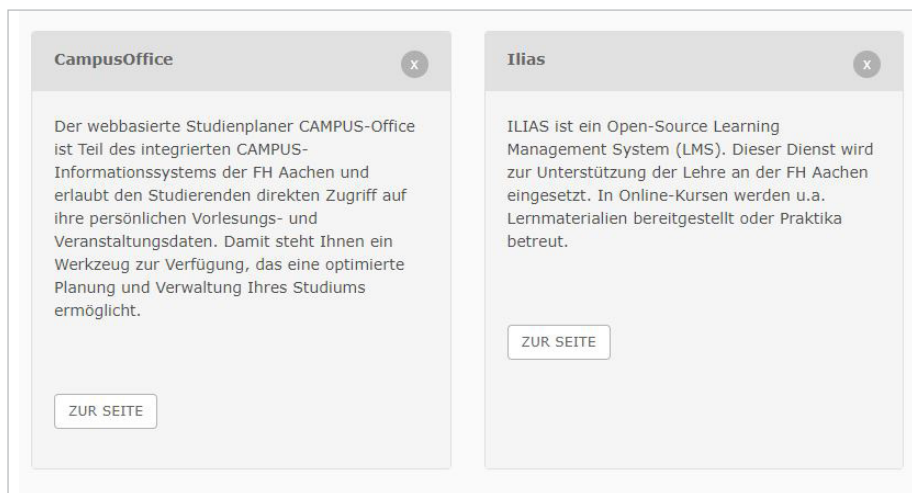 CampusOffice
X
Der webbasierte Studienplaner CAMPUS-Office
ist Teil des integrierten CAMPUS-
Informationssystems der FH Aachen und
erlaubt den Studierenden direkten Zugriff auf
ihre persönlichen Vorlesungs- und
Veranstaltungsdaten. Damit steht Ihnen ein
Werkzeug zur Verfügung, das eine optimierte
Planung und Verwaltung Ihres Studiums
ermöglicht.
ZUR SEITE
Ilias
X
ILIAS ist ein Open-Source Learning
Management System (LMS). Dieser Dienst wird
zur Unterstützung der Lehre an der FH Aachen
eingesetzt. In Online-Kursen werden u.a.
Lernmaterialien bereitgestellt oder Praktika
betreut.
ZUR SEITE